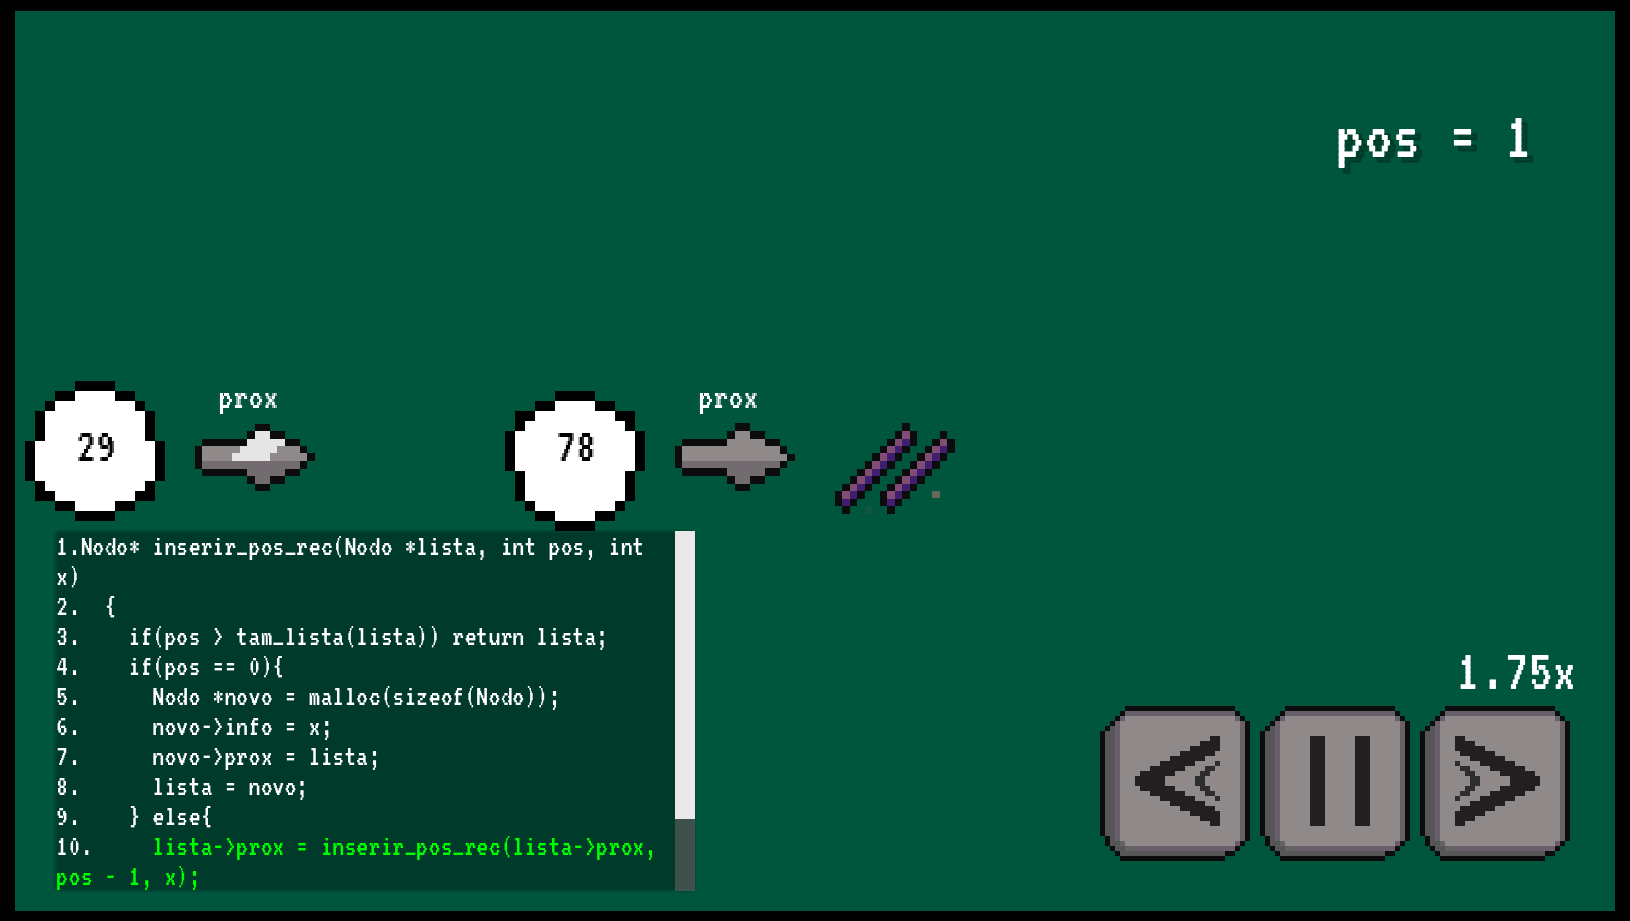 pos = 1
prox
prox
29
78
1.Nodo* inserir_pos_rec(Nodo *lista, int pos, int
x)
2.  {
3.    if(pos > tam_lista(lista)) return lista;
4.    if(pos == 0){
5.      Nodo *novo = malloc(sizeof(Nodo));
6.      novo->info = x;
7.      novo->prox = lista;
8.      lista = novo;
9.    } else{
10.     lista->prox = inserir_pos_rec(lista->prox,
pos - 1, x);
1.75x